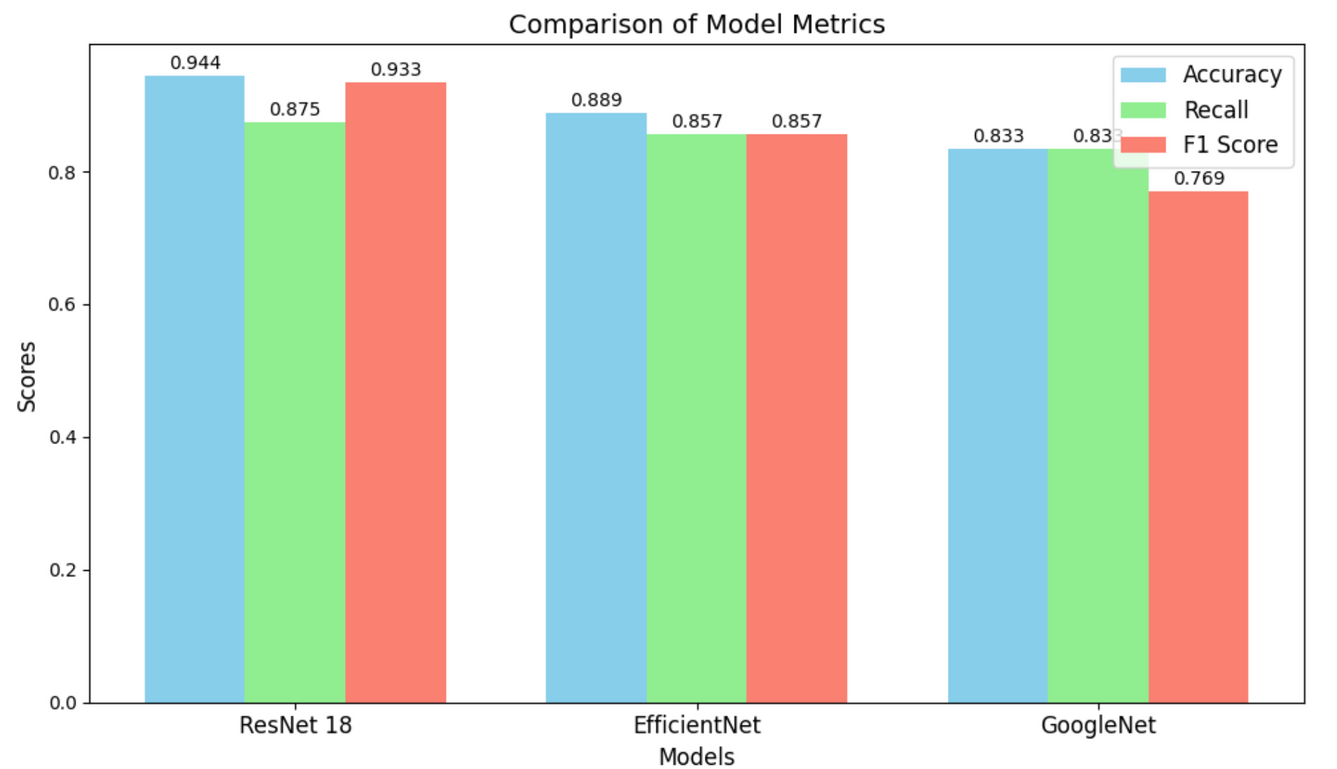 Comparison of Model Metrics
0.944
0.875
0.933
0.889
0.857
0.857
0.833
0.833
0.769
Accuracy
Recall
F1 Score
0.8
0.6
0.4
0.2
0.0
Scores
ResNet 18
EfficientNet
GoogleNet
Models